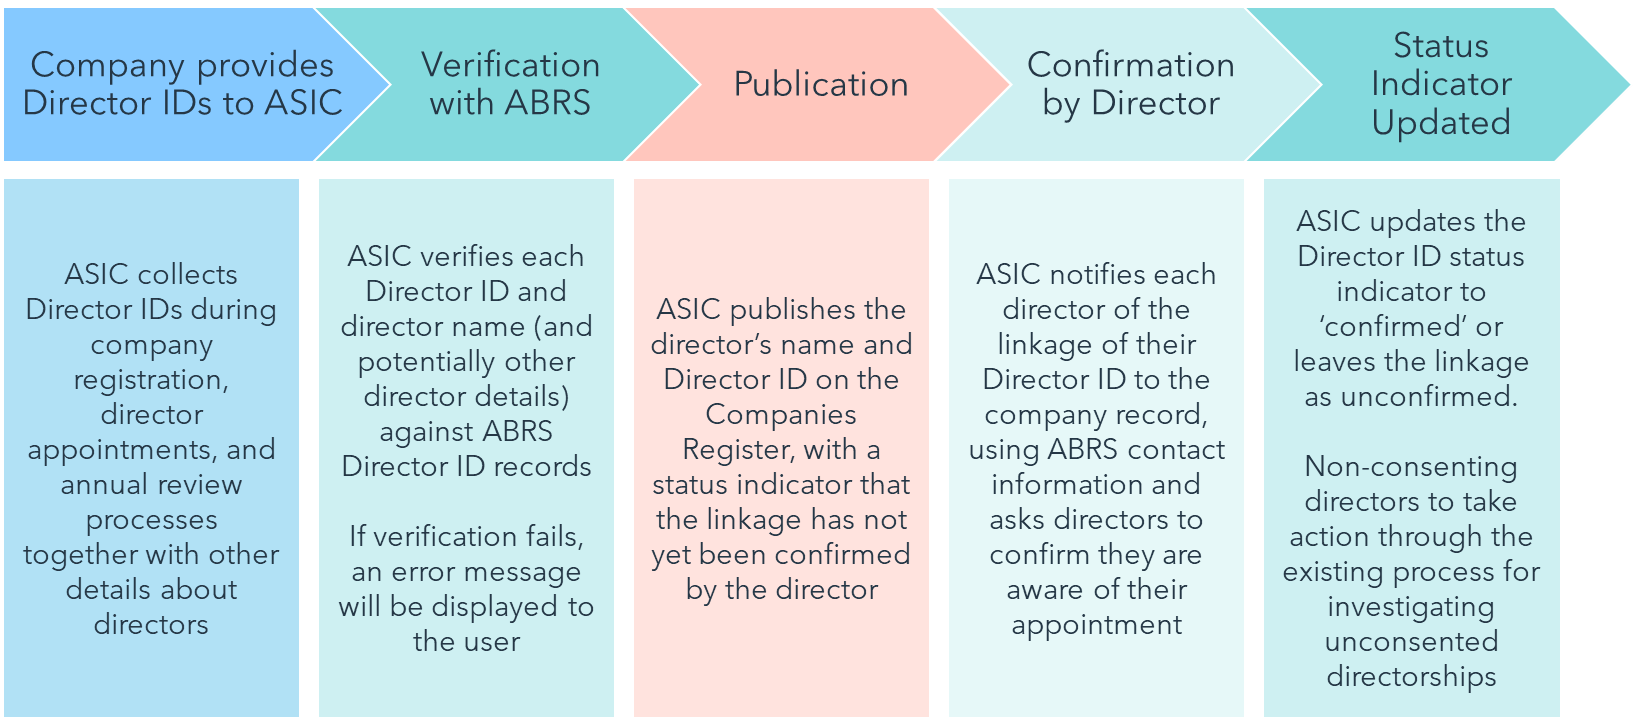 Company provides
Director IDs to ASIC
Verification
with ABRS
Publication
Confirmation
by Director
Status
Indicator
Updated
ASIC collects
Director IDs during
company
registration,
director
appointments, and
annual review
processes
together with other
details about
directors
ASIC verifies each
Director ID and
director name (and
potentially other
director details)
against ABRS
Director ID records
If verification fails,
an error message
will be displayed to
the user
ASIC publishes the
director’s name and
Director ID on the
Companies
Register, with a
status indicator that
the linkage has not
yet been confirmed
by the director
ASIC notifies each
director of the
linkage of their
Director ID to the
company record,
using ABRS contact
information and
asks directors to
confirm they are
aware of their
appointment
ASIC updates the
Director ID status
indicator to
‘confirmed’ or
leaves the linkage
as unconfirmed.
Non-consenting
directors to take
action through the
existing process for
investigating
unconsented
directorships